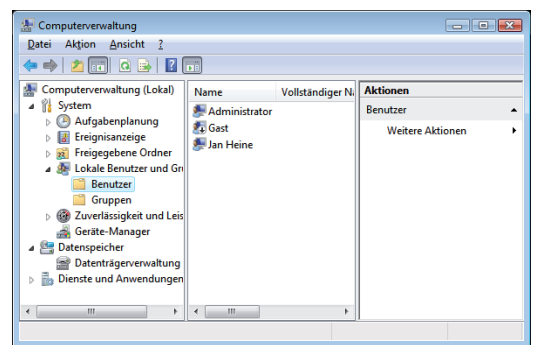 Computerverwaltung
Datei Aktion Ansicht ?
Computerverwaltung (Lokal)
System
Aufgabenplanung
Ereignisanzeige
Freigegebene Ordner
Lokale Benutzer und Gru
Benutzer
Gruppen
Zuverlässigkeit und Leis
Geräte-Manager
Datenspeicher
Datenträgerverwaltung
Dienste und Anwendungen
Name Vollständiger Na
Administrator
Gast
Jan Heine
Aktionen
Benutzer
Weitere Aktionen